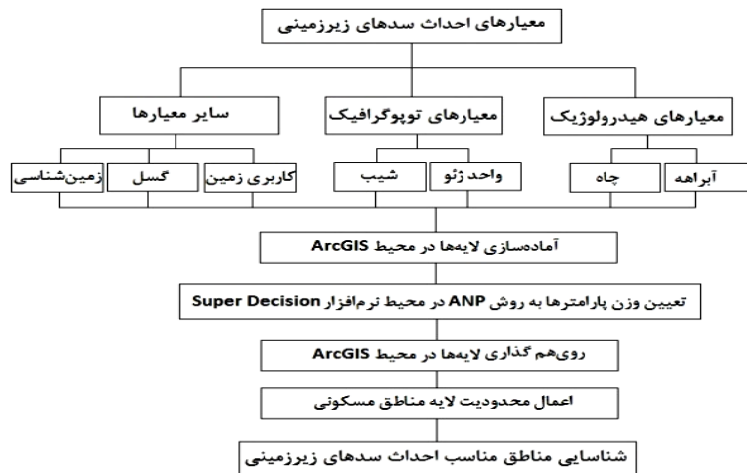 معیارهای احداث سدهای زیرزمینی
معیارهای هیدرولوژیک
معیارهای توپوگرافیک
سایر معیارها
آبراهه
چاه
واحد ژئو
شیب
کاربری زمین
گسل
زمین‌شناسی
آماده‌سازی لایه‌ها در محیط ArcGIS
تعیین وزن پارامترها به روش ANP در محیط نرم‌افزار Super Decision
روی‌هم گذاری لایه‌ها در محیط ArcGIS
اعمال محدودیت لایه مناطق مسکونی
شناسایی مناطق مناسب احداث سدهای زیرزمینی